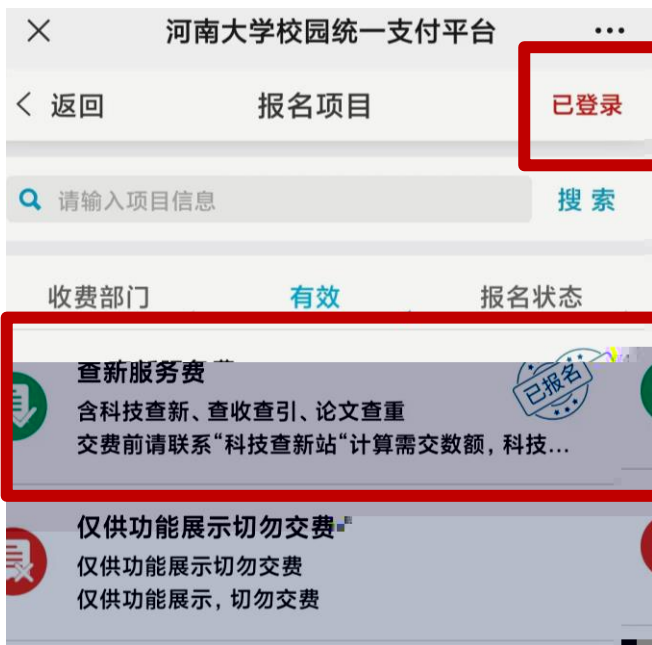 河南大学校园统一支付平台
返回 报名项目 已登录
请输入项目信息 搜索
收费部门 有效 报名状态
查新服务费
已报名
含科技查新、查收查引、论文查重
交费前请联系“科技查新站“计算需交数额，科技...
仅供功能展示切勿交费
仅供功能展示切勿交费
仅供功能展示，切勿交费